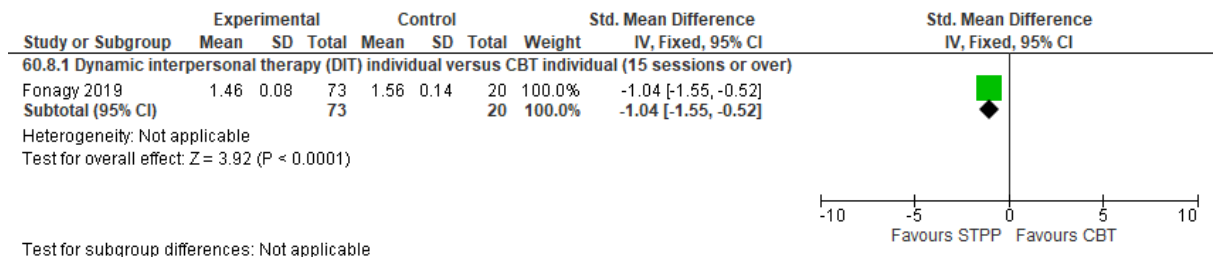 Experimental Control Std. Mean Difference Std. Mean Difference
Study or Subgroup Mean SD Total Mean SD Total Weight IV, Fixed, 95% CI IV, Fixed, 95% CI
60.8.1 Dynamic interpersonal therapy (DIT) individual versus CBT individual (15 sessions or over)
Fonagy 2019 1.46 0.08 73 1.56 0.14 20 100.0% -1.04 [-1.55, -0.52]
Subtotal (95% CI) 73 20 100.0% -1.04 [-1.55, -0.52]
Heterogeneity: Not applicable
Test for overall effect: Z = 3.92 (P < 0.0001)
-10 -5 0 5 10
Favours STPP Favours CBT
Test for subgroup differences: Not applicable